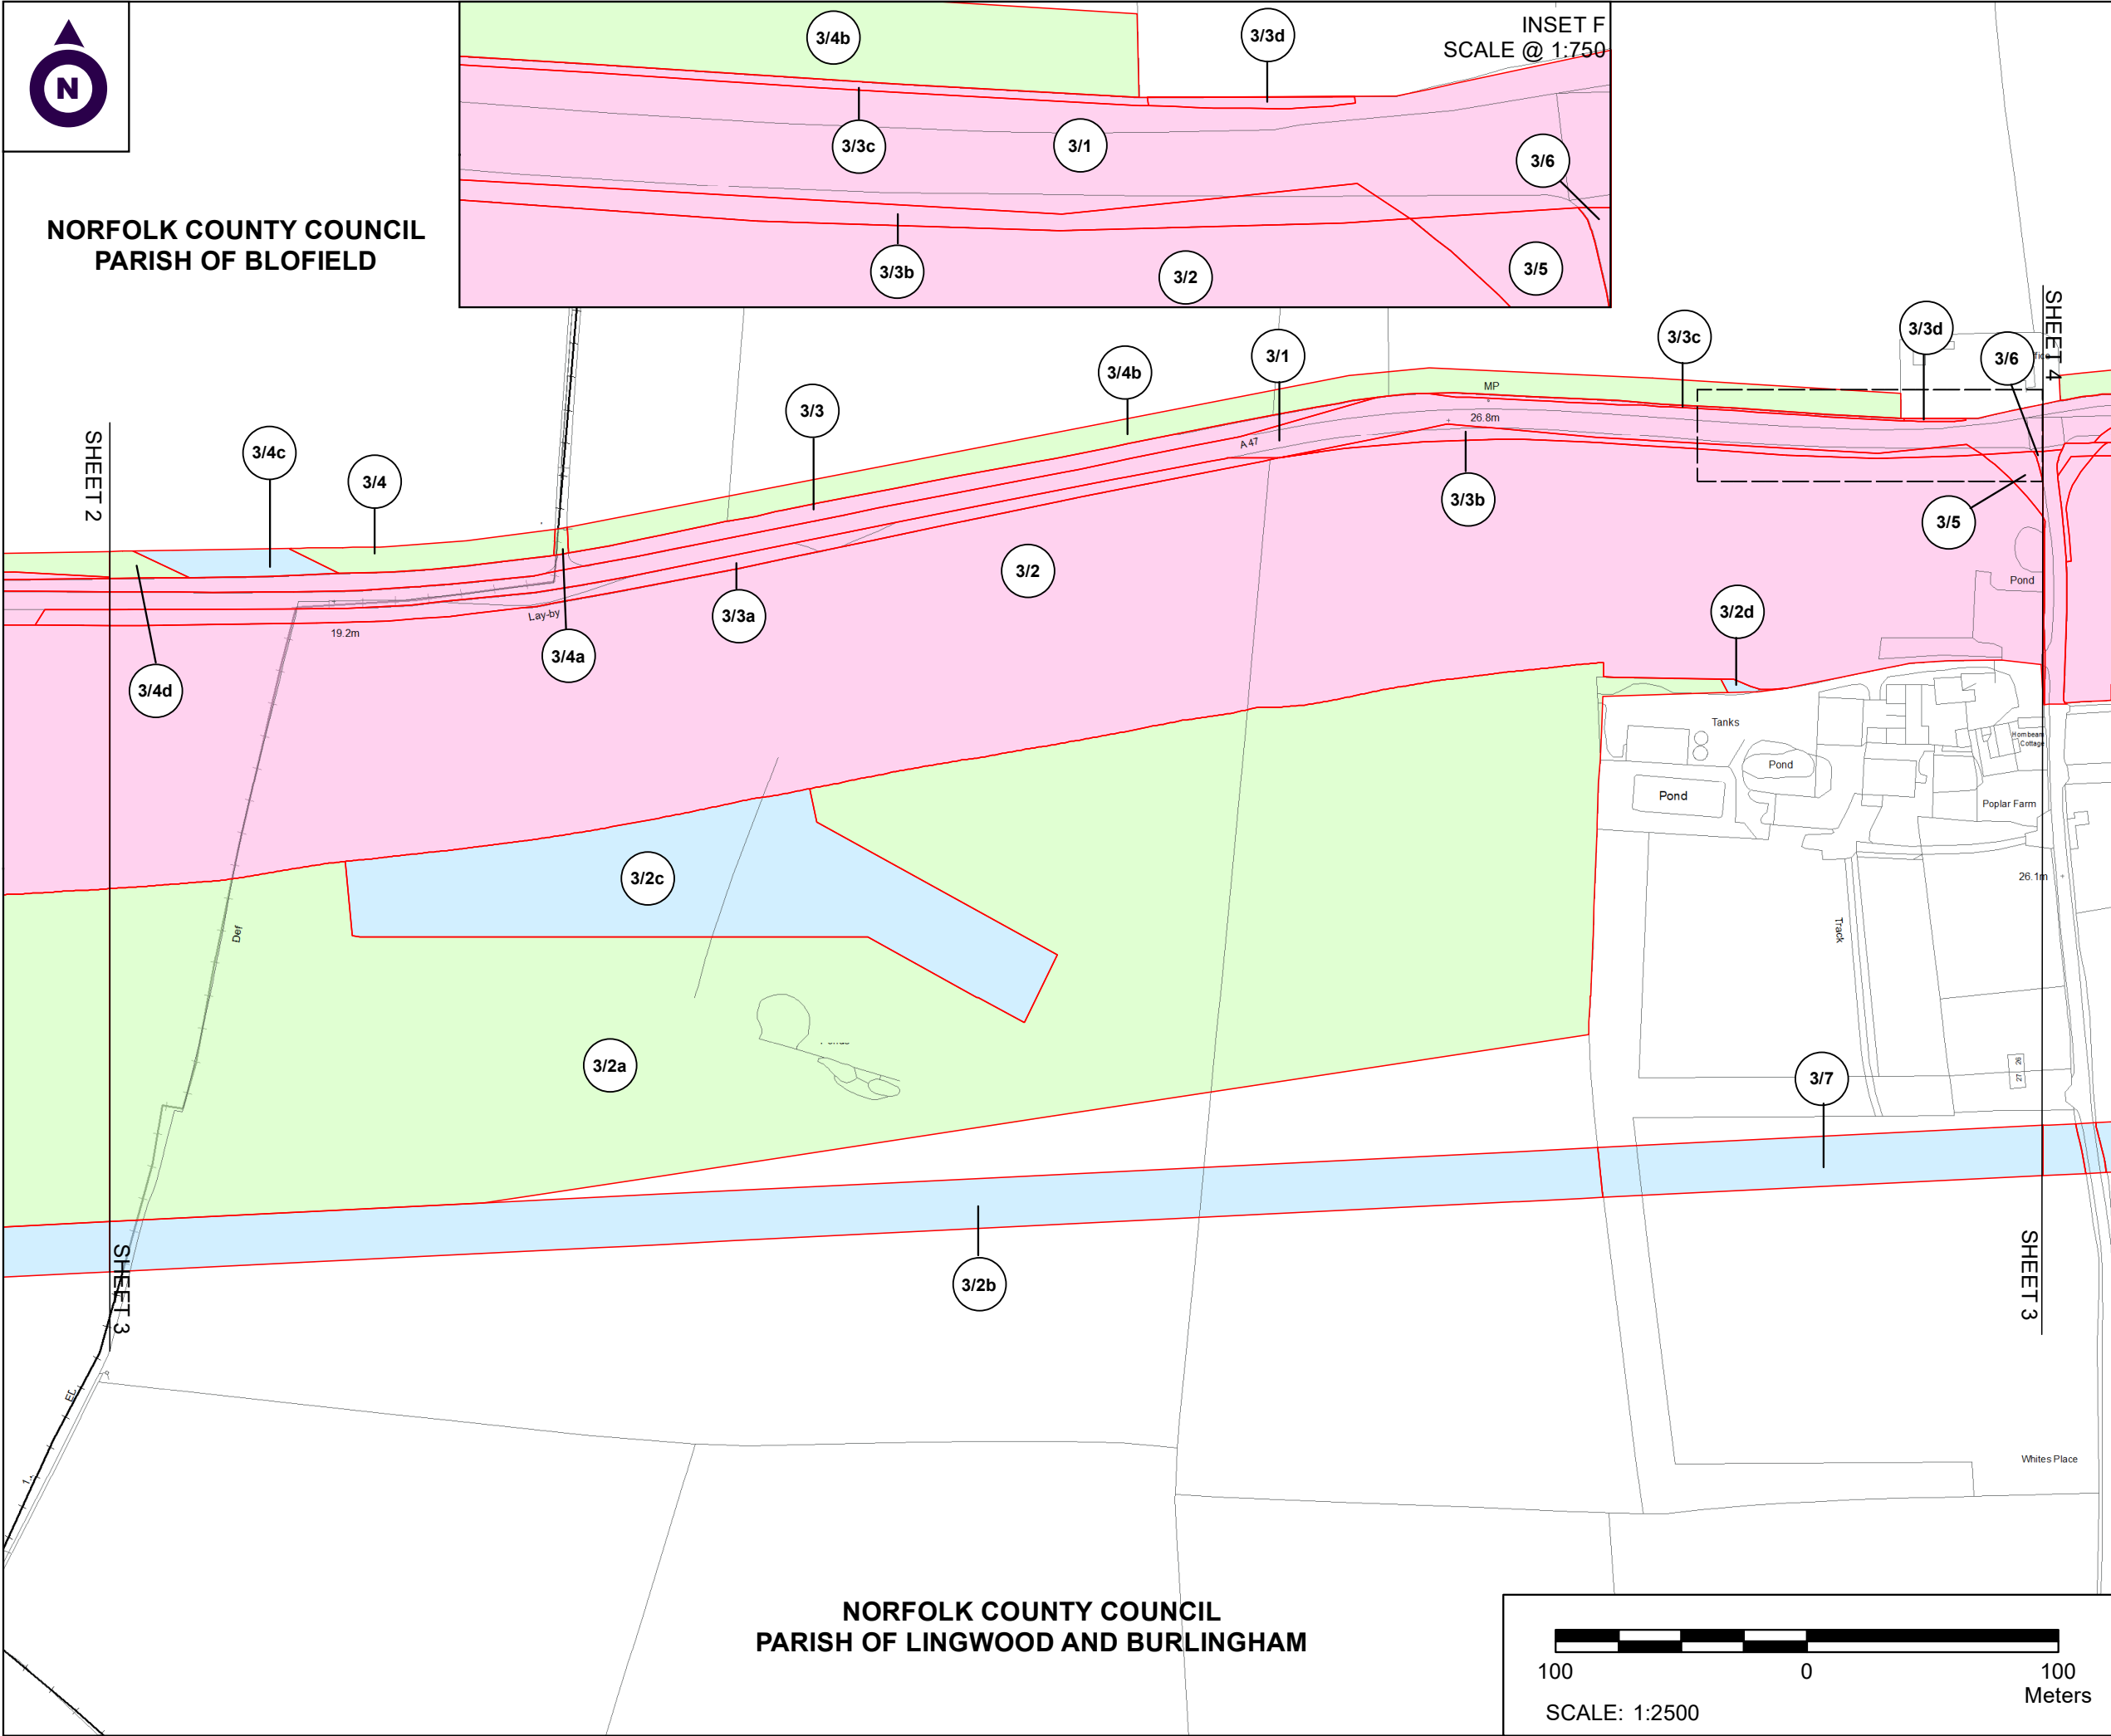 N
INSET F
SCALE @ 1:750
3/4b
3/3d
3/3c
3/1
3/6
3/3b
3/2
3/5
NORFOLK COUNTY COUNCIL
PARISH OF BLOFIELD
SHEET 2
SHEET 4
3/4c
3/4
3/3
3/4b
3/1
3/3c
3/3d
3/6
MP
26.8m
A 47
3/3b
3/5
3/2
3/2d
Pond
19.2m
Lay-by
3/4d
3/4a
3/3a
Tanks
Pond
Pond
Hornbeam
Cottage
Poplar Farm
3/2c
26.1m
Def
Track
3/2a
3/7
27
26
SHEET 3
SHEET 3
3/2b
Whites Place
NORFOLK COUNTY COUNCIL
PARISH OF LINGWOOD AND BURLINGHAM
100 0 100
Meters
SCALE: 1:2500